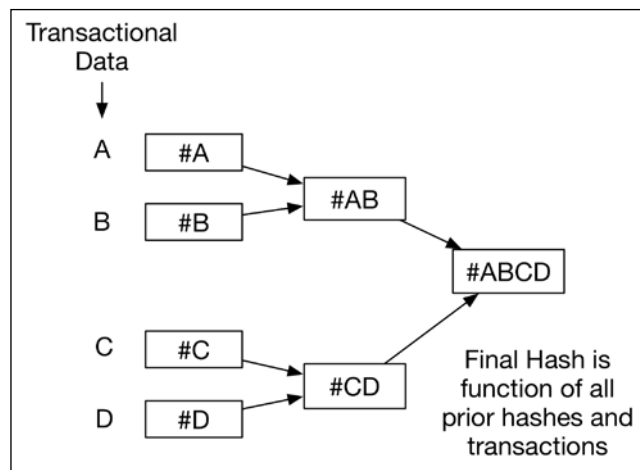 Transactional
Data
A
#A
#AB
B
#B
#ABCD
C
#C
#CD
D
#D
Final Hash is
function of all
prior hashes and
transactions